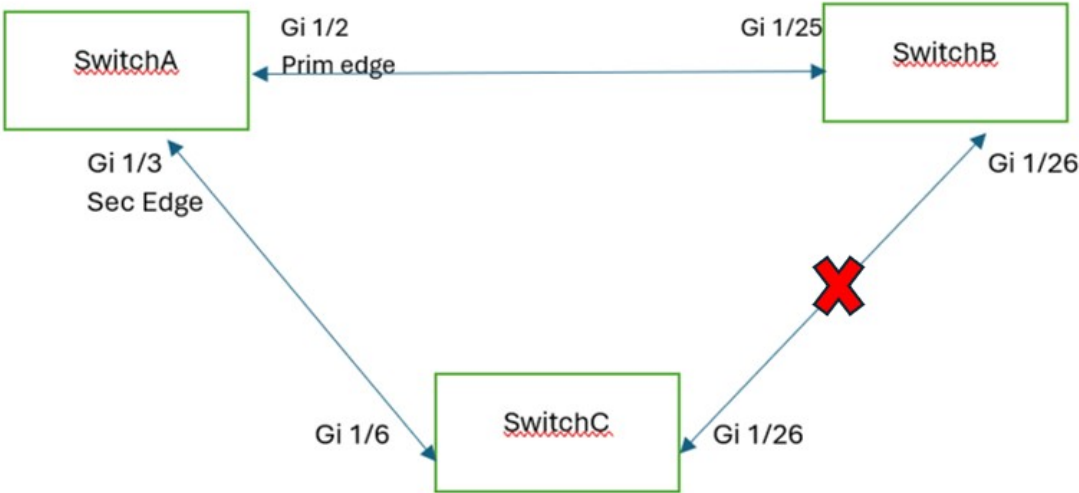 Gi 1/2
Gi 1/25
SwitchA
SwitchB
Prim edge
Gi 1/3
Gi 1/26
Sec Edge
SwitchC
Gi 1/6
Gi 1/26